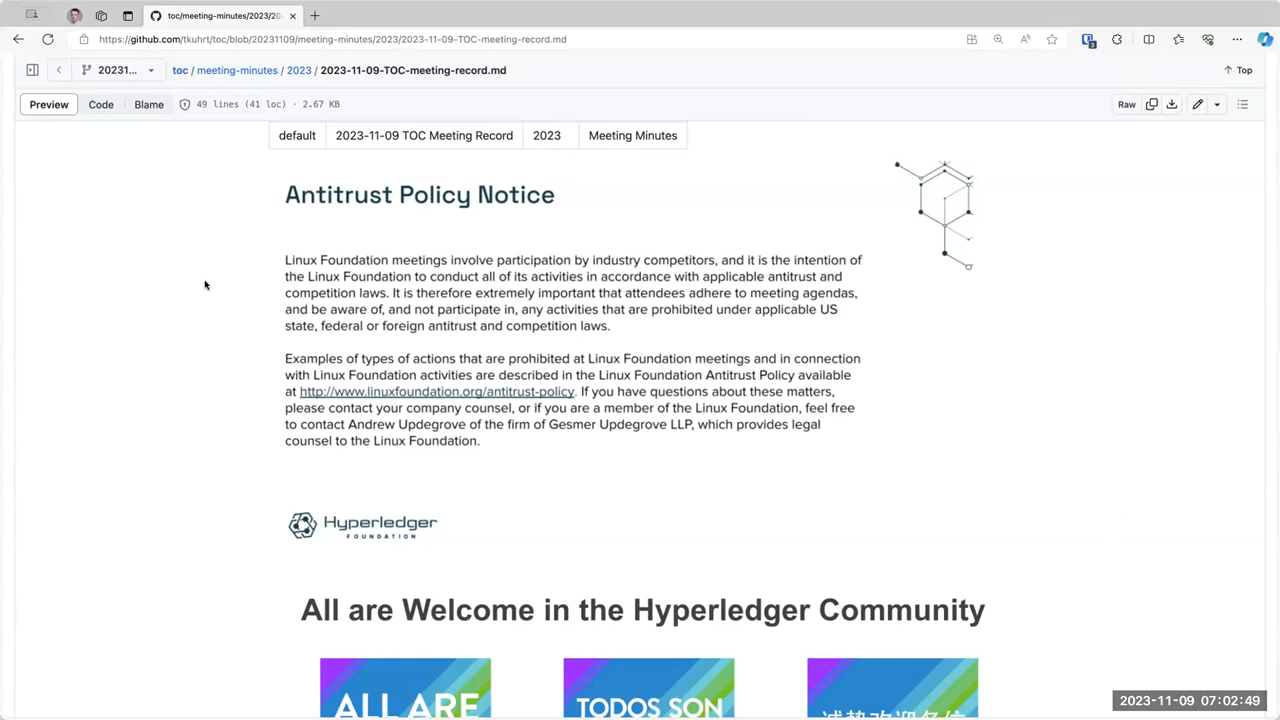 toc/meeting-minutes/2023/20
https://github.com/tkuhrt/toc/blob/20231109/meeting-minutes/2023/2023-11-09-TOC-meeting-record.md
20231...
toc / meeting-minutes / 2023 / 2023-11-09-TOC-meeting-record.md
Top
Preview
Code
Blame
49 lines (41 loc) · 2.67 KB
Raw
default
2023-11-09 TOC Meeting Record
2023
Meeting Minutes
Antitrust Policy Notice
Linux Foundation meetings involve participation by industry competitors, and it is the intention of
the Linux Foundation to conduct all of its activities in accordance with applicable antitrust and
competition laws. It is therefore extremely important that attendees adhere to meeting agendas,
and be aware of, and not participate in, any activities that are prohibited under applicable US
state, federal or foreign antitrust and competition laws.
Examples of types of actions that are prohibited at Linux Foundation meetings and in connection
with Linux Foundation activities are described in the Linux Foundation Antitrust Policy available
at http://www.linuxfoundation.org/antitrust-policy. If you have questions about these matters,
please contact your company counsel, or if you are a member of the Linux Foundation, feel free
to contact Andrew Updegrove of the firm of Gesmer Updegrove LLP, which provides legal
counsel to the Linux Foundation.
Hyperledger
FOUNDATION
All are Welcome in the Hyperledger Community
ALL ARE
TODOS SON
2023-11-09 07:02:49